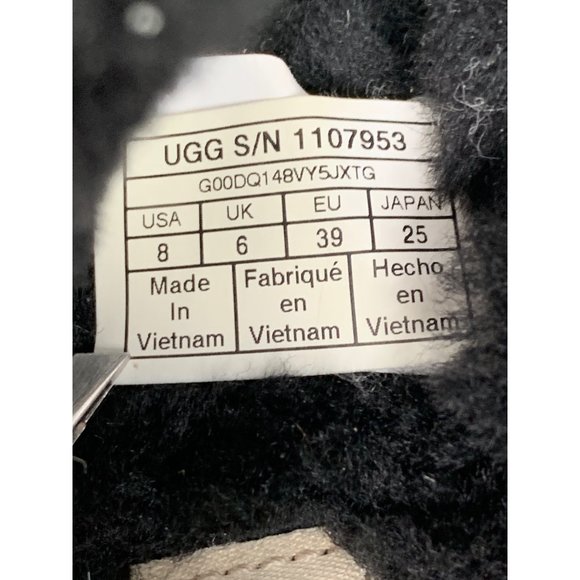 UGG S/N 1107953
G00DQ148VY5JXTG
USA UK EU JAPAN
8 6 39 25
Made In Vietnam
Fabriqué en Vietnam
Hecho en Vietnam